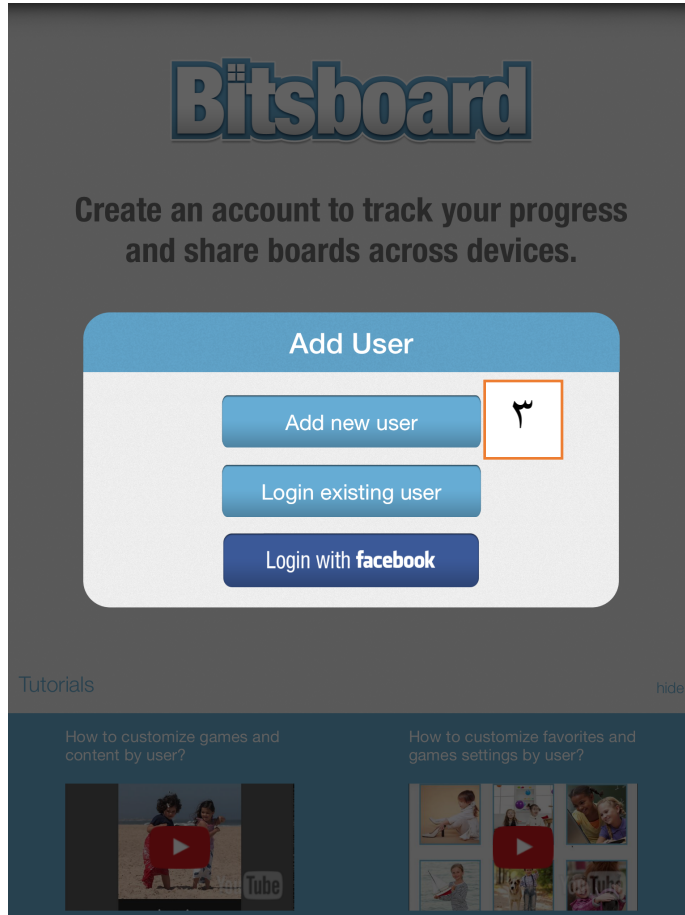 Bitsboard
Create an account to track your progress
and share boards across devices.
Add User
Add new user
٣
Login existing user
Login with facebook
Tutorials
hide
How to customize games and
content by user?
How to customize favorites and
games settings by user?
YouTube
YouTube